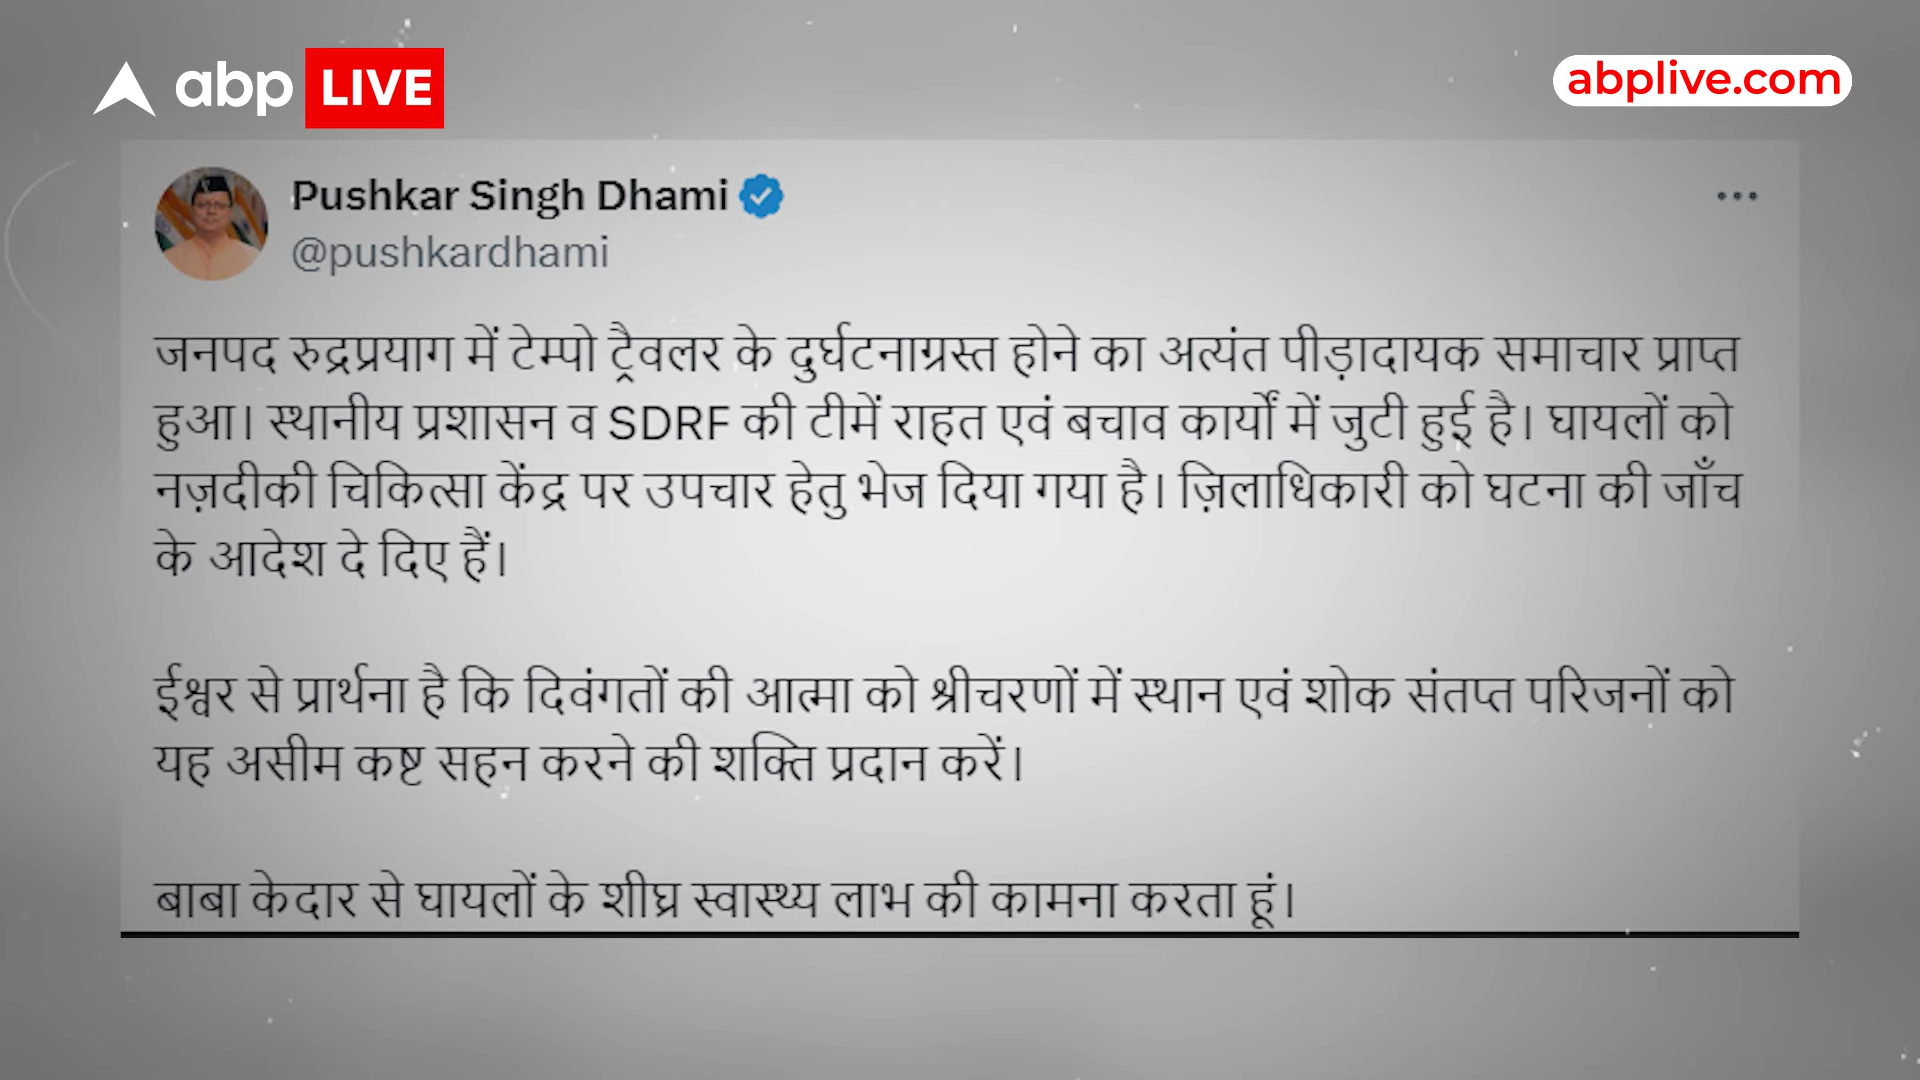 abp LIVE
abplive.com
Pushkar Singh Dhami
@pushkardhami
जनपद रुद्रप्रयाग में टेम्पो ट्रैवलर के दुर्घटनाग्रस्त होने का अत्यंत पीड़ादायक समाचार प्राप्त
हुआ। स्थानीय प्रशासन व SDRF की टीमें राहत एवं बचाव कार्यों में जुटी हुई है। घायलों को
नज़दीकी चिकित्सा केंद्र पर उपचार हेतु भेज दिया गया है। ज़िलाधिकारी को घटना की जाँच
के आदेश दे दिए हैं।
ईश्वर से प्रार्थना है कि दिवंगतों की आत्मा को श्रीचरणों में स्थान एवं शोक संतप्त परिजनों को
यह असीम कष्ट सहन करने की शक्ति प्रदान करें।
बाबा केदार से घायलों के शीघ्र स्वास्थ्य लाभ की कामना करता हूं।